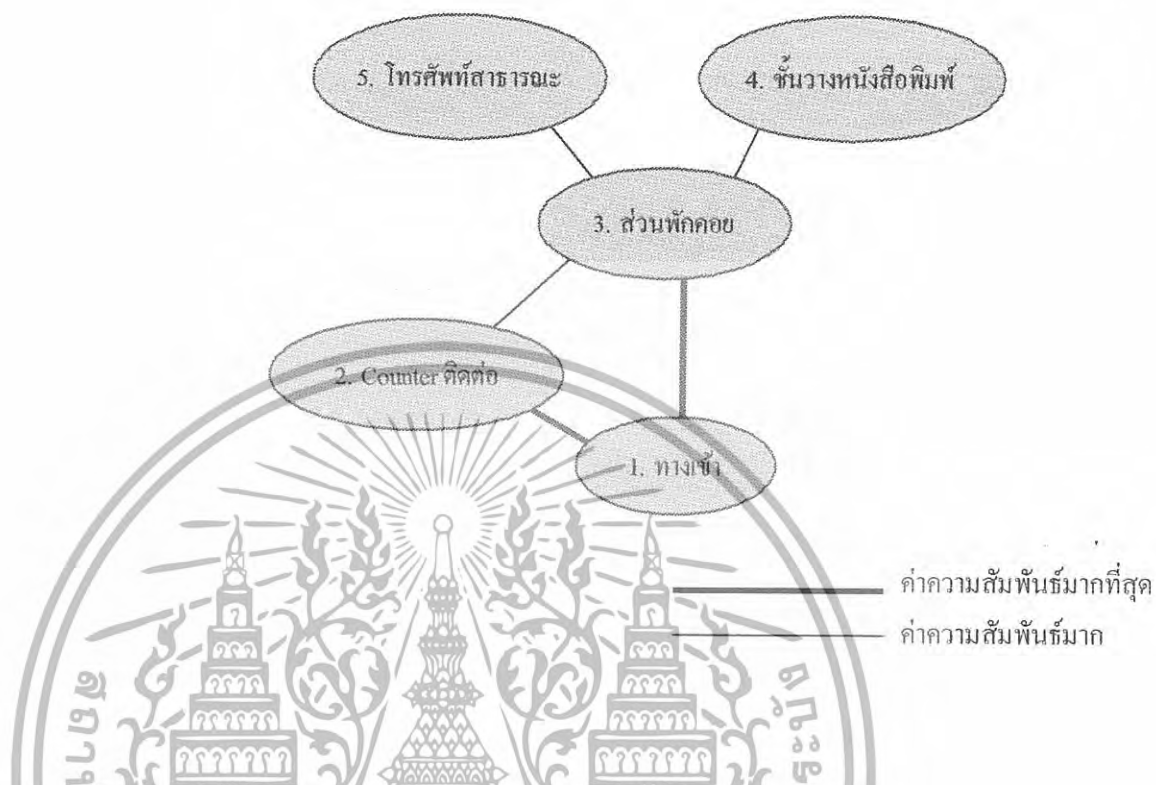 5. โทรศัพท์สาธารณะ
4. ชั้นวางหนังสือพิมพ์
3. ส่วนพักคอย
2. Counter ติดต่อ
1. ทางเข้า
ค่าความสัมพันธ์มากที่สุด
ค่าความสัมพันธ์มาก